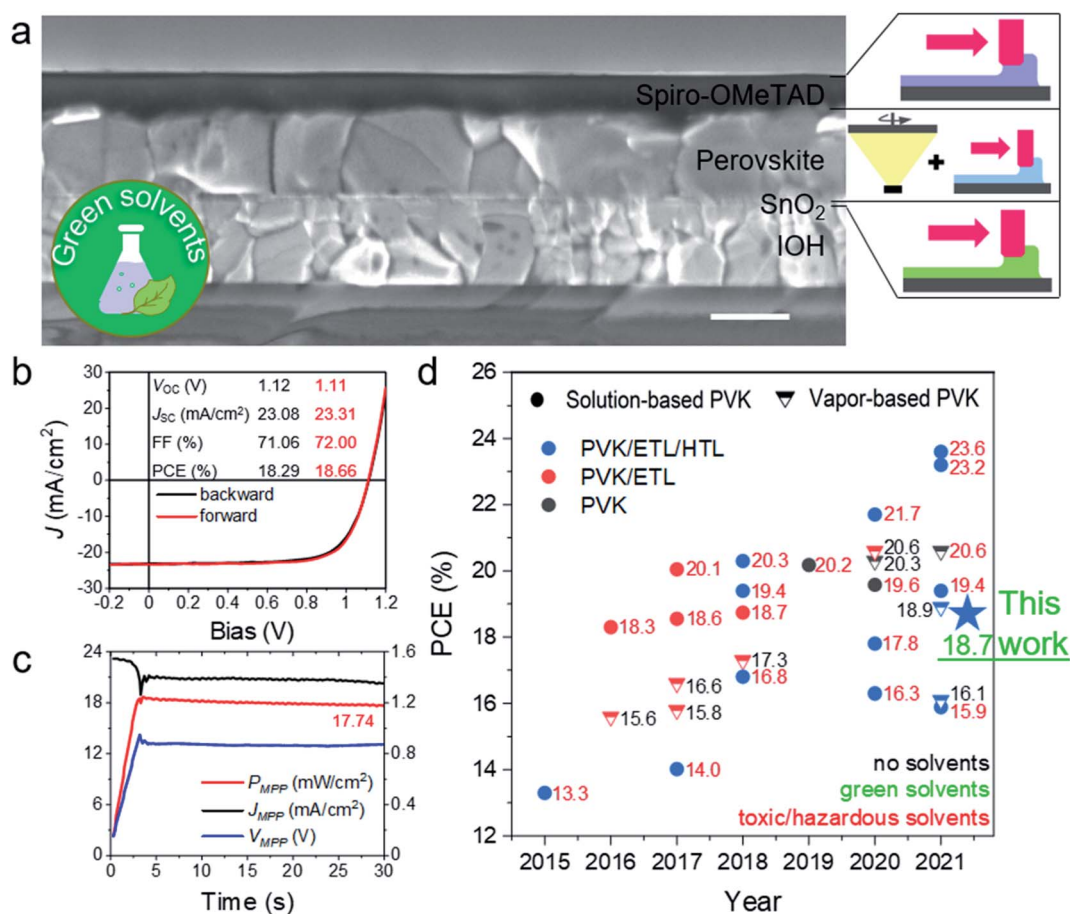 a
Spiro-OMeTAD
Perovskite
SnO2
IOH
Green solvents
+
b
30
20
10
0
-10
-20
-30
J (mA/cm2)
VOC (V) 1.12 1.11
JSC (mA/cm2) 23.08 23.31
FF (%) 71.06 72.00
PCE (%) 18.29 18.66
backward
forward
-0.2 0 0.2 0.4 0.6 0.8 1 1.2
Bias (V)
c
24
18
12
6
0
1.6
1.2
0.8
0.4
0.0
17.74
PMPP (mW/cm2)
JMPP (mA/cm2)
VMPP (V)
0 5 10 15 20 25 30
Time (s)
d
26
24
22
20
18
16
14
12
PCE (%)
Solution-based PVK Vapor-based PVK
PVK/ETL/HTL
PVK/ETL
PVK
23.6
23.2
21.7
20.6
20.3
20.6
20.1
20.3
20.2
19.4
19.6
19.4
18.9
18.3
18.6
18.7
This
18.7 work
17.8
17.3
16.8
16.6
16.3
16.1
15.9
15.6
15.8
14.0
13.3
no solvents
green solvents
toxic/hazardous solvents
2015 2016 2017 2018 2019 2020 2021
Year